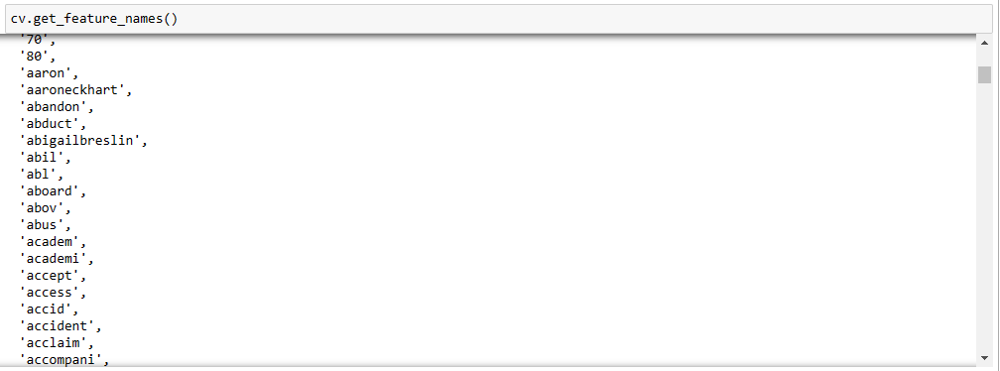 cv.get_feature_names()
'70',
'80',
'aaron',
'aaroneckhart',
'abandon',
'abduct',
'abigailbreslin',
'abil',
'abl',
'aboard',
'abov',
'abus',
'academ',
'academi',
'accept',
'access',
'accid',
'accident',
'acclaim',
'accompani',